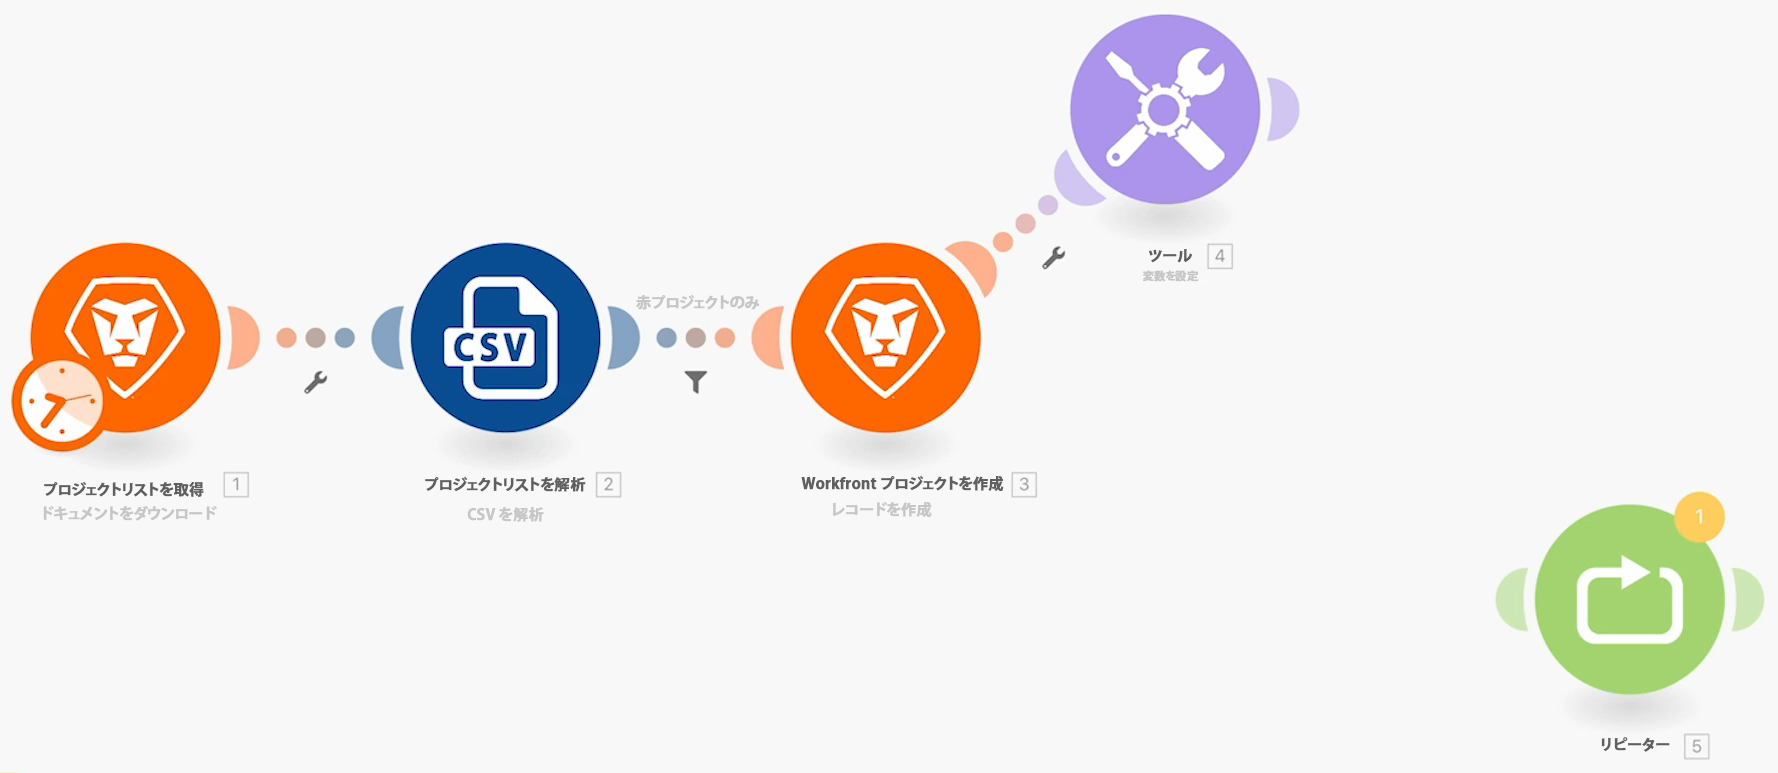 プロジェクトリストを取得 1
ドキュメントをダウンロード
CSV
プロジェクトリストを解析 2
CSV を解析
赤プロジェクトのみ
Workfront プロジェクトを作成 3
レコードを作成
ツール 4
変数を設定
1
リピーター 5